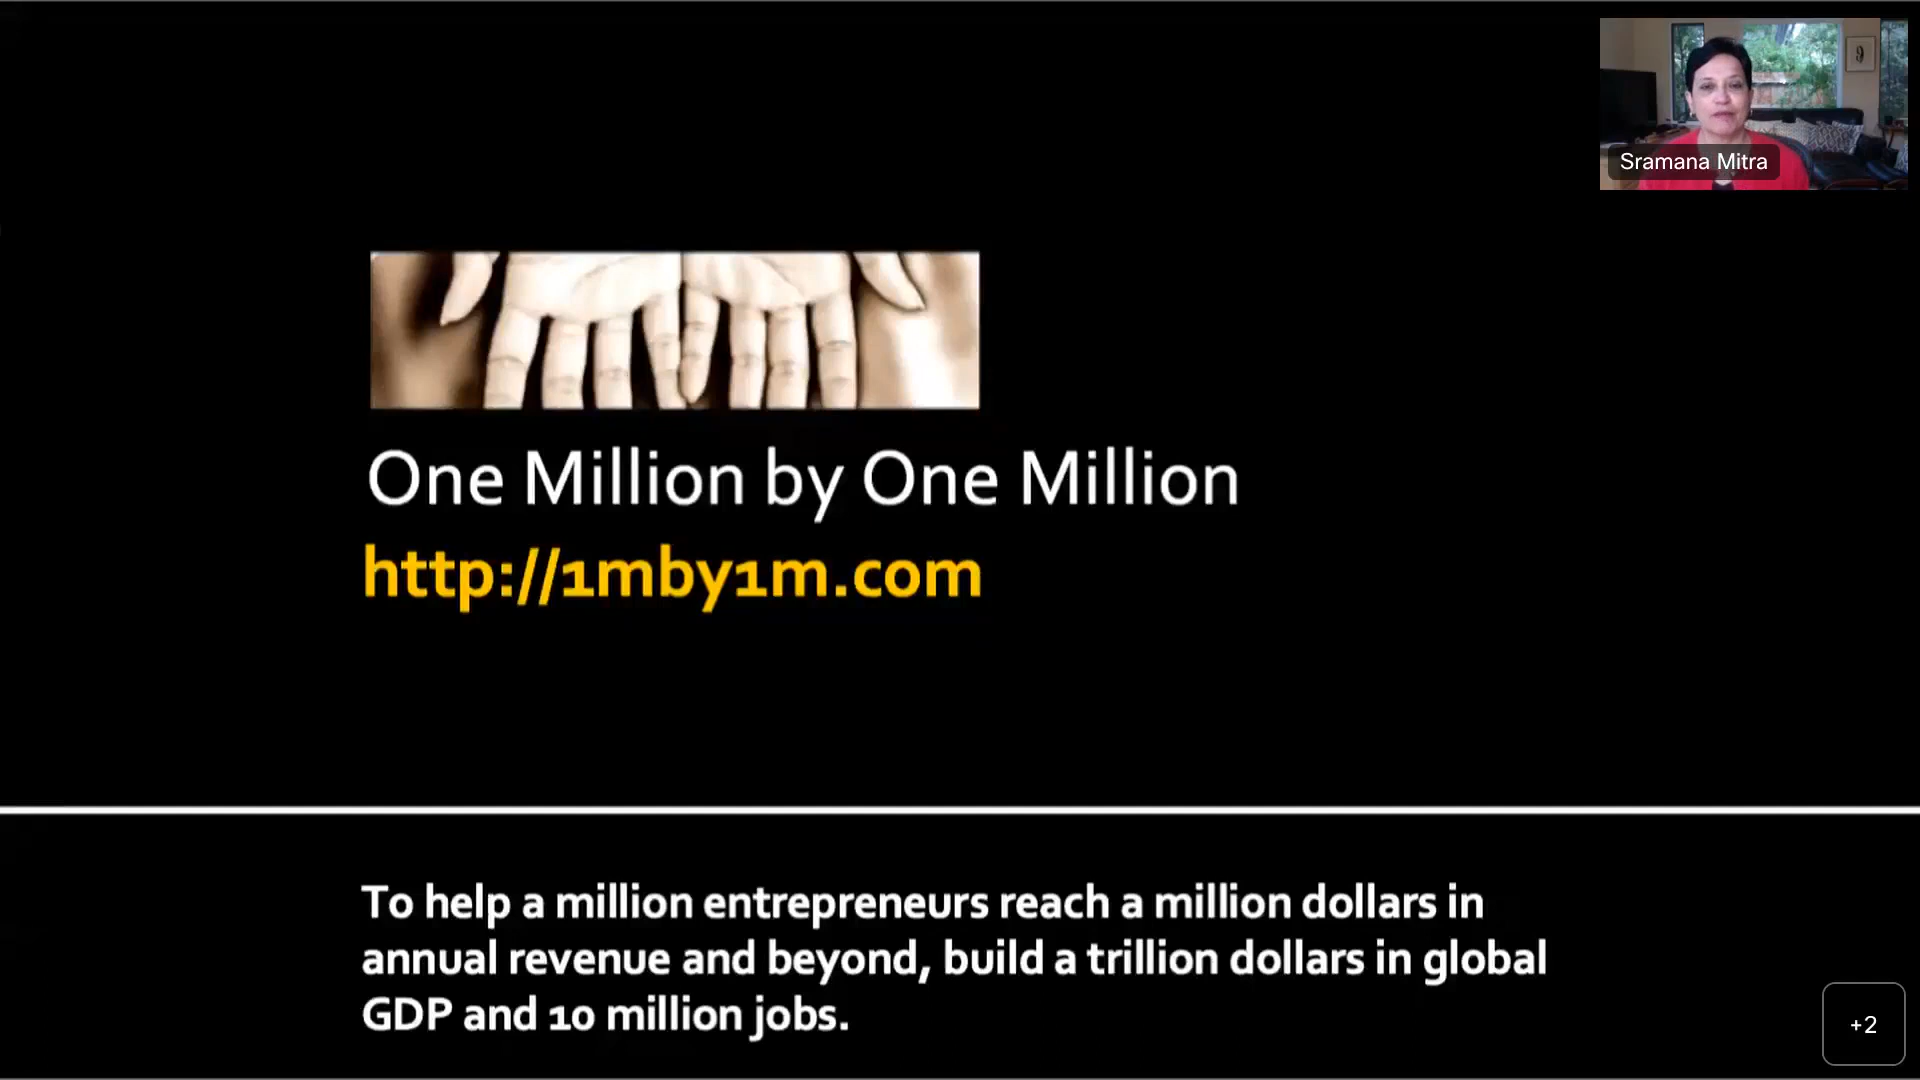 Sramana Mitra
One Million by One Million
http://1mby1m.com
To help a million entrepreneurs reach a million dollars in
annual revenue and beyond, build a trillion dollars in global
GDP and 10 million jobs.
+2